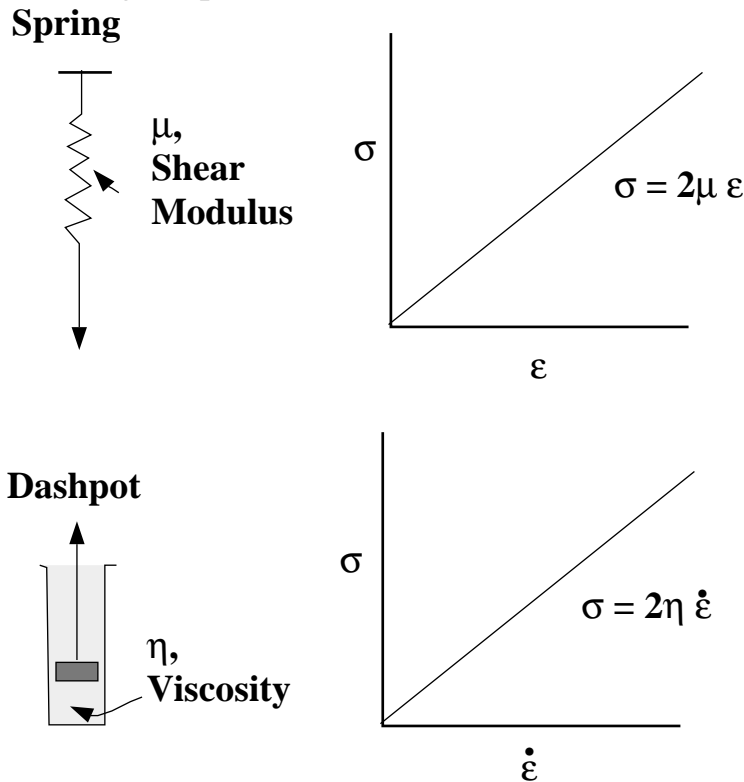 Spring
μ,
Shear
Modulus
σ
σ = 2μ ε
ε
Dashpot
η,
Viscosity
σ
σ = 2η ε̇
ε̇